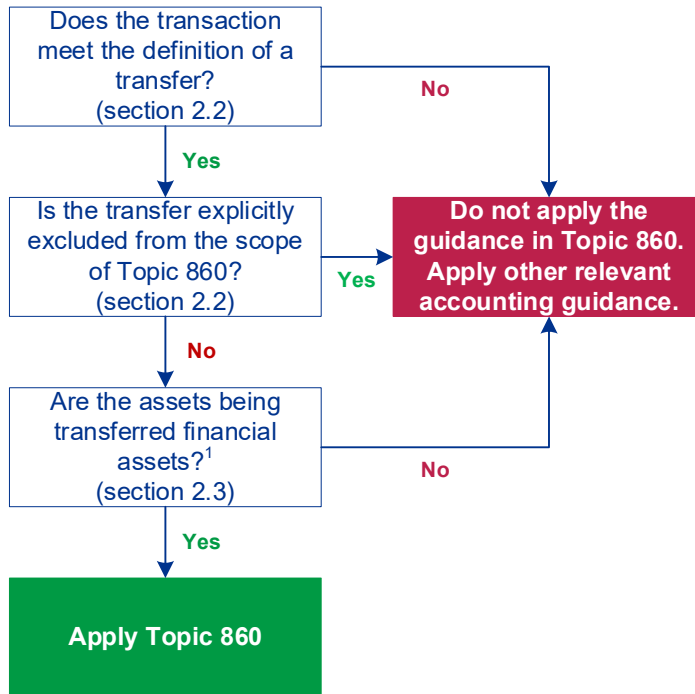 Does the transaction
meet the definition of a
transfer?
(section 2.2)
No
Yes
Is the transfer explicitly
excluded from the scope
of Topic 860?
(section 2.2)
Yes
Do not apply the
guidance in Topic 860.
Apply other relevant
accounting guidance.
No
Are the assets being
transferred financial
assets?¹
(section 2.3)
No
Yes
Apply Topic 860